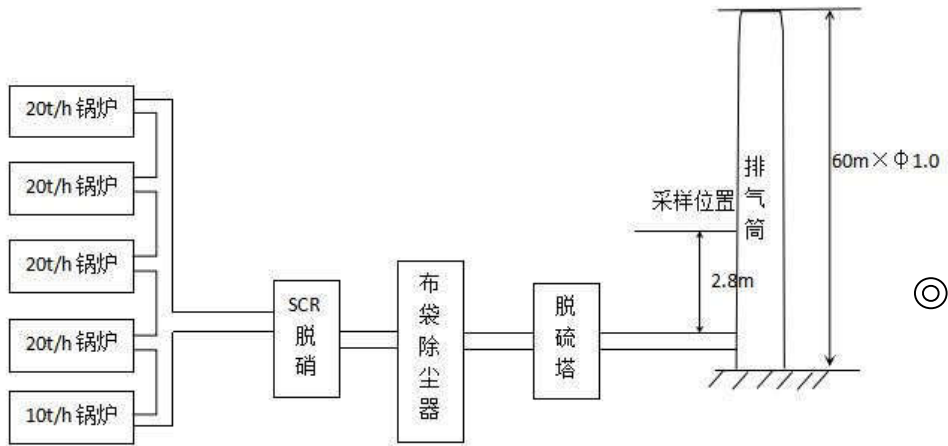 20t/h 锅炉
20t/h 锅炉
20t/h 锅炉
20t/h 锅炉
10t/h 锅炉
SCR
脱
硝
布
袋
除
尘
器
脱
硫
塔
采样位置
2.8m
排
气
筒
60m×Φ1.0